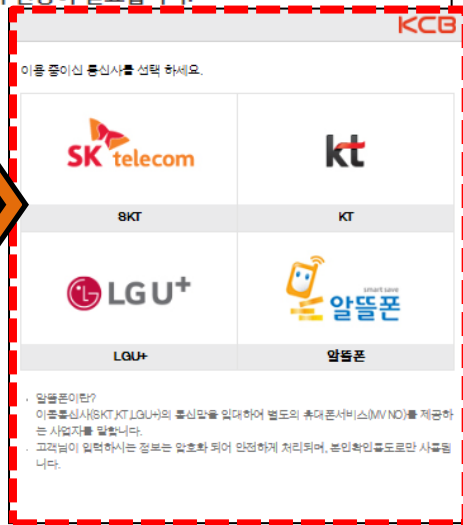 KCB
이용 중이신 통신사를 선택 하세요.
SK telecom
kt
SKT
KT
LG U+
smart save
알뜰폰
LGU+
알뜰폰
알뜰폰이란?
이동통신사(SKT,KT,LGU+)의 통신망을 임대하여 별도의 휴대폰서비스(MVNO)를 제공하
는 사업자를 말합니다.
고객님이 입력하시는 정보는 암호화 되어 안전하게 처리되며, 본인확인용도로만 사용됩
니다.